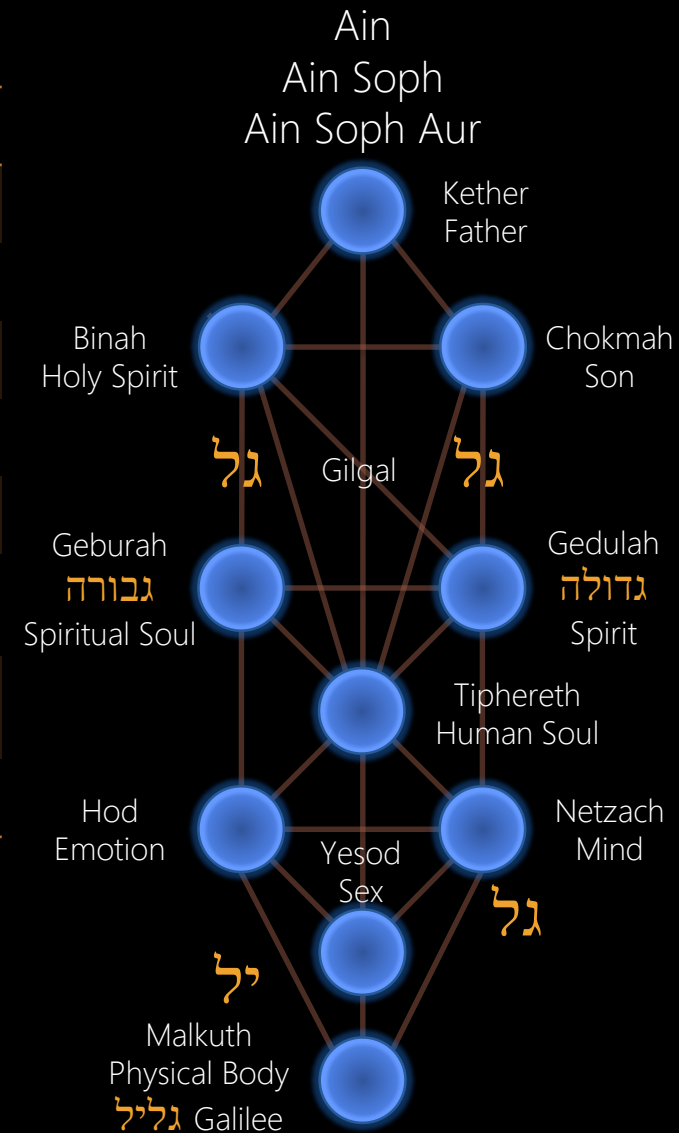 Ain
Ain Soph
Ain Soph Aur
Kether
Father
Binah
Holy Spirit
Chokmah
Son
גל
Gilgal
גל
Geburah
גבורה
Spiritual Soul
Gedulah
גדולה
Spirit
Tiphereth
Human Soul
Hod
Emotion
Netzach
Mind
Yesod
Sex
גל
יל
Malkuth
Physical Body
גליל Galilee